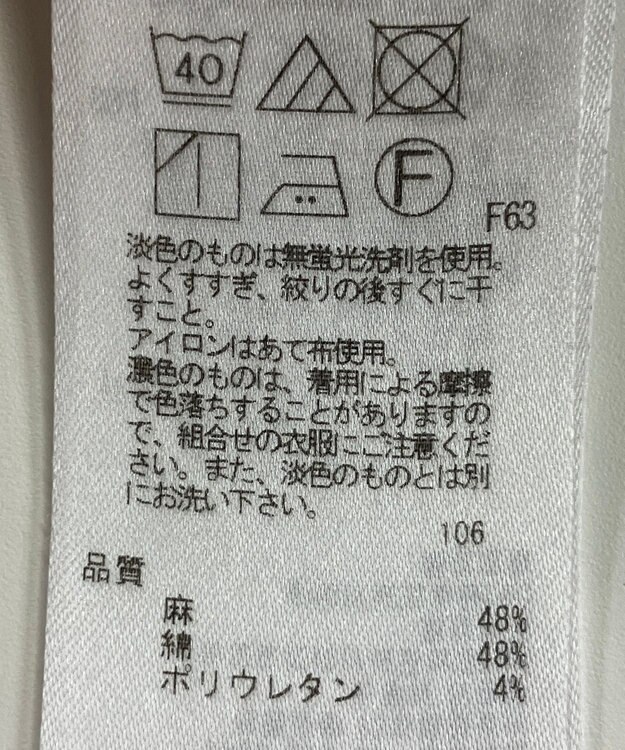 40
F
F63
淡色のものは無蛍光洗剤を使用。
よくすすぎ、絞りの後すぐに干
すこと。
アイロンはあて布使用。
濃色のものは、着用による摩擦
で色落ちすることがありますの
で、組合せの衣服にご注意くだ
さい。また、淡色のものとは別
にお洗い下さい。
106
品質
麻 48%
綿 48%
ポリウレタン 4%